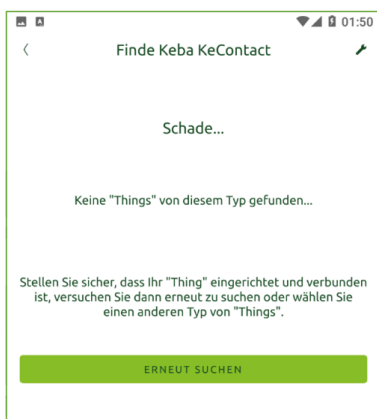 01:50
Finde Keba KeContact
Schade...
Keine "Things" von diesem Typ gefunden...
Stellen Sie sicher, dass Ihr "Thing" eingerichtet und verbunden
ist, versuchen Sie dann erneut zu suchen oder wählen Sie
einen anderen Typ von "Things".
ERNEUT SUCHEN